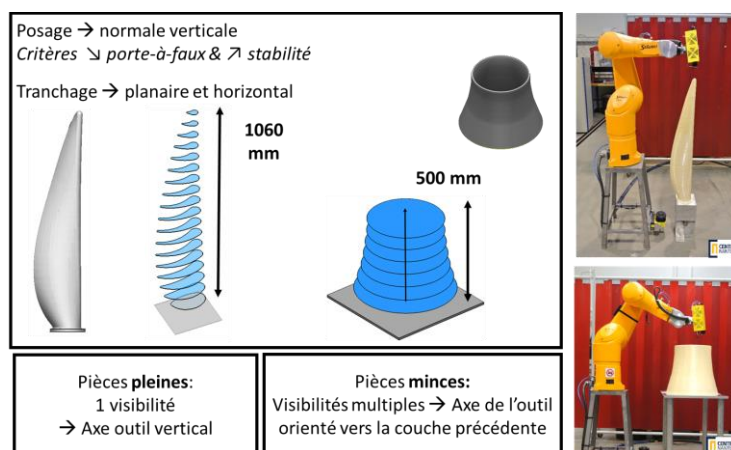 Posage → normale verticale
Critères ↘ porte-à-faux & ↗ stabilité
Tranchage → planaire et horizontal
1060
mm
500 mm
Pièces pleines:
1 visibilité
→ Axe outil vertical
Pièces minces:
Visibilités multiples → Axe de l'outil
orienté vers la couche précédente